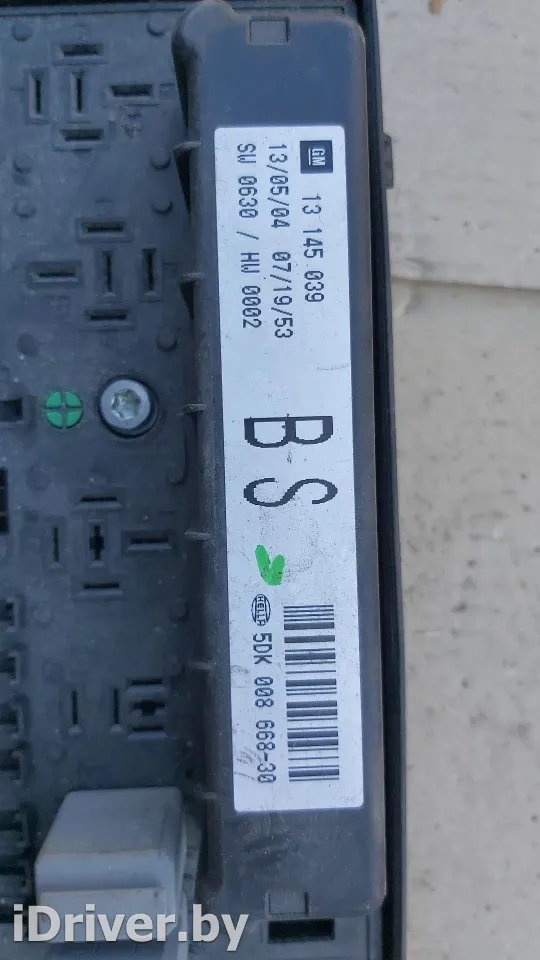 GM 13 145 039
13/05/04 07/19/53
SW 0630 / HW 0002
BS
HELLA 5DK 008 668-30
iDriver.by